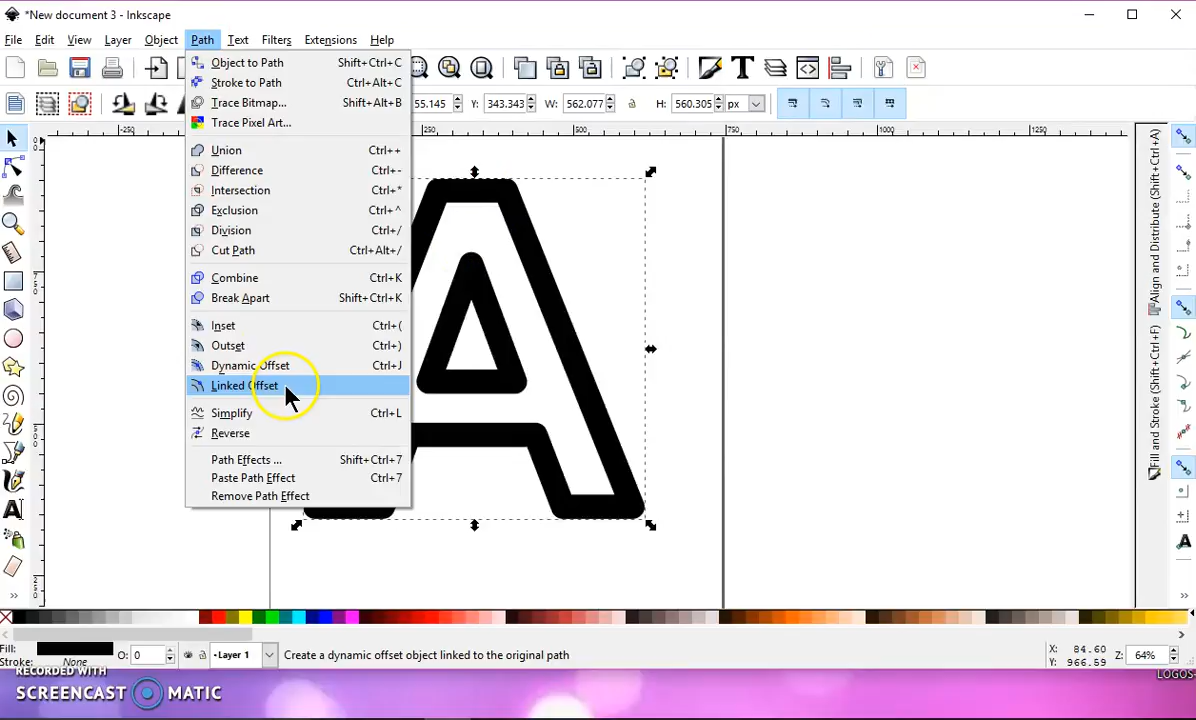 *New document 3 - Inkscape
File Edit View Layer Object Path Text Filters Extensions Help
Object to Path Shift+Ctrl+C
Stroke to Path Ctrl+Alt+C
Trace Bitmap... Shift+Alt+B
55.145 Y: 343.343 W: 562.077 H: 560.305 px
Trace Pixel Art...
-250 250 500 750 1000 1250
Union Ctrl++
Difference Ctrl+-
Intersection Ctrl+*
Exclusion Ctrl+^
Division Ctrl+/
Cut Path Ctrl+Alt+/
Combine Ctrl+K
Break Apart Shift+Ctrl+K
Inset Ctrl+(
Outset Ctrl+)
Dynamic Offset Ctrl+J
Linked Offset
Simplify Ctrl+L
Reverse
Path Effects ... Shift+Ctrl+7
Paste Path Effect Ctrl+7
Remove Path Effect
A
Align and Distribute (Shift+Ctrl+A)
Fill and Stroke (Shift+Ctrl+F)
Fill:
Stroke: None
O: 0
•Layer 1
Create a dynamic offset object linked to the original path
X: 84.60
Y: 966.59
Z: 64%
RECORDED WITH
SCREENCAST MATIC
LOGOS-